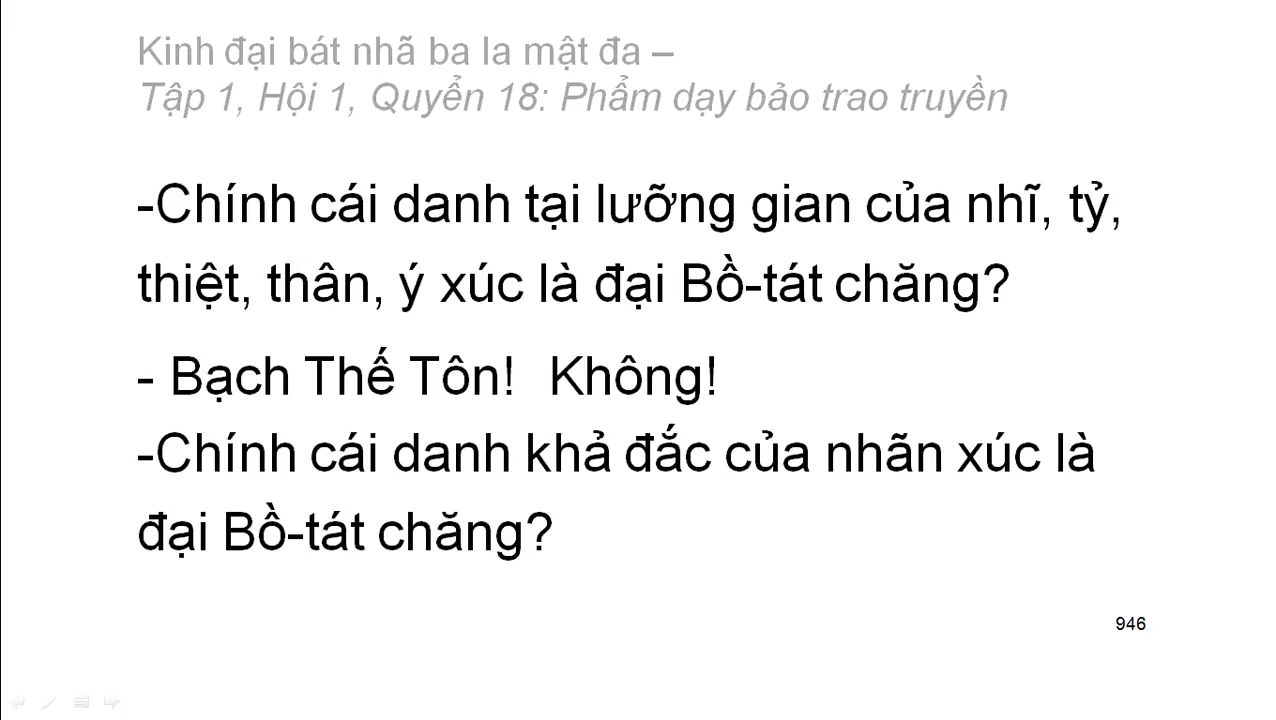 Kinh đại bát nhã ba la mật đa –
Tập 1, Hội 1, Quyển 18: Phẩm dạy bảo trao truyền
-Chính cái danh tại lưỡng gian của nhĩ, tỷ,
thiệt, thân, ý xúc là đại Bồ-tát chăng?
- Bạch Thế Tôn!  Không!
-Chính cái danh khả đắc của nhãn xúc là
đại Bồ-tát chăng?
946